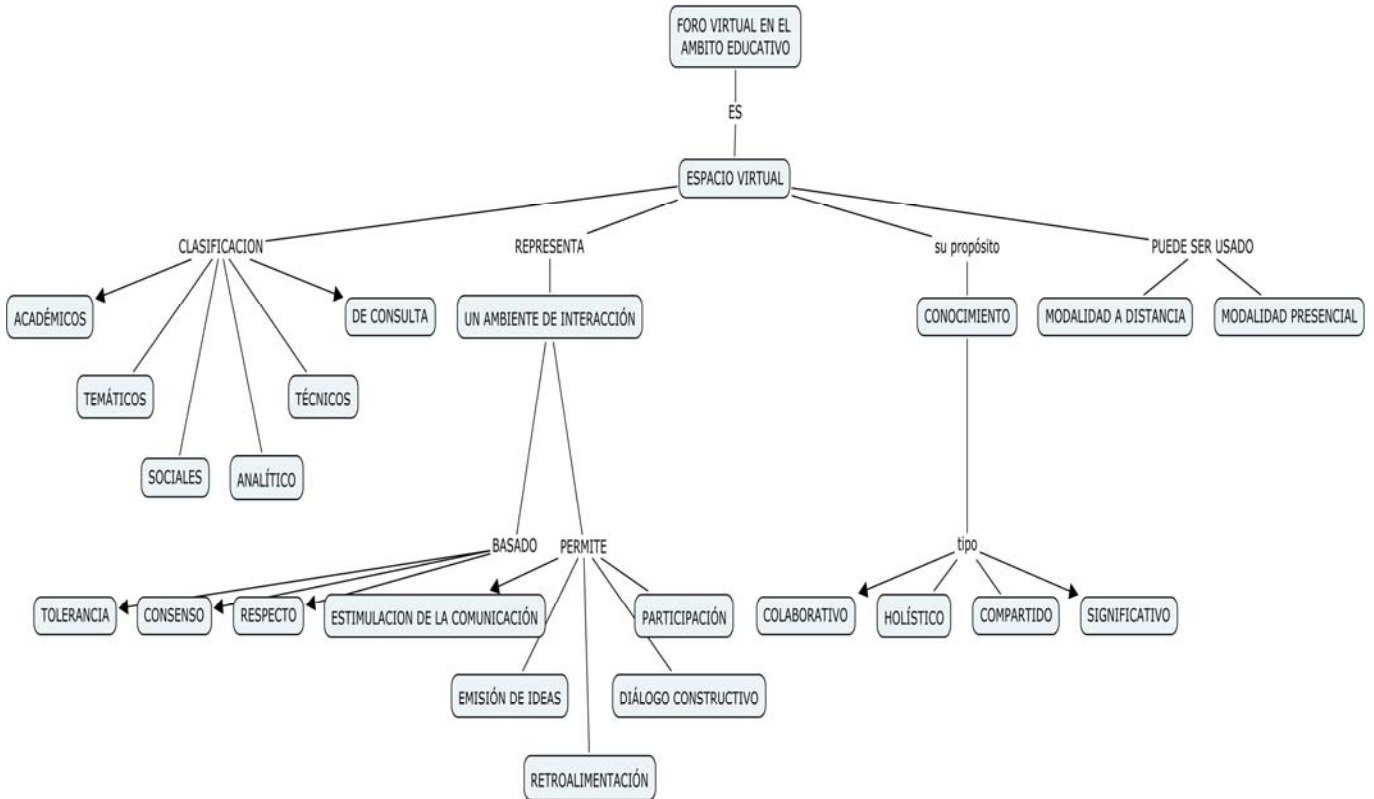 FORO VIRTUAL EN EL
AMBITO EDUCATIVO
ES
ESPACIO VIRTUAL
CLASIFICACION
REPRESENTA
su propósito
PUEDE SER USADO
ACADÉMICOS
DE CONSULTA
UN AMBIENTE DE INTERACCIÓN
CONOCIMIENTO
MODALIDAD A DISTANCIA
MODALIDAD PRESENCIAL
TEMÁTICOS
TÉCNICOS
SOCIALES
ANALÍTICO
BASADO
PERMITE
tipo
TOLERANCIA
CONSENSO
RESPECTO
ESTIMULACION DE LA COMUNICACIÓN
PARTICIPACIÓN
COLABORATIVO
HOLÍSTICO
COMPARTIDO
SIGNIFICATIVO
EMISIÓN DE IDEAS
DIÁLOGO CONSTRUCTIVO
RETROALIMENTACIÓN